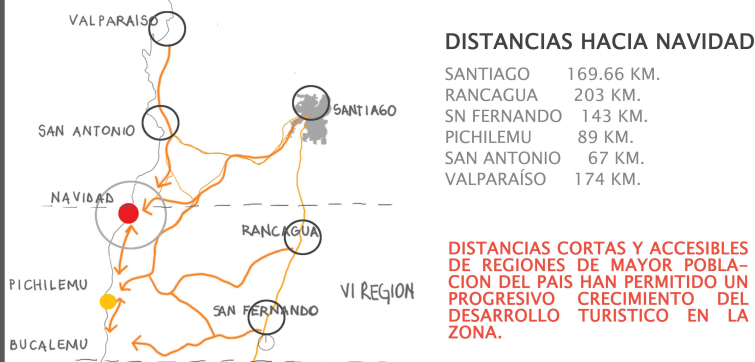 VALPARAISO
SANTIAGO
SAN ANTONIO
NAVIDAD
RANCAGUA
PICHILEMU
VI REGION
SAN FERNANDO
BUCALEMU
DISTANCIAS HACIA NAVIDAD
SANTIAGO 169.66 KM.
RANCAGUA 203 KM.
SN FERNANDO 143 KM.
PICHILEMU 89 KM.
SAN ANTONIO 67 KM.
VALPARAÍSO 174 KM.
DISTANCIAS CORTAS Y ACCESIBLES
DE REGIONES DE MAYOR POBLA-
CION DEL PAIS HAN PERMITIDO UN
PROGRESIVO CRECIMIENTO DEL
DESARROLLO TURISTICO EN LA
ZONA.